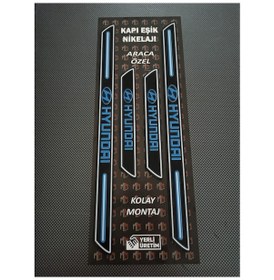 KAPI EŞİK
NİKELAJI
ARACA
ÖZEL
HYUNDAI
HYUNDAI
HYUNDAI
HYUNDAI
KOLAY
MONTAJ
YERLİ
ÜRETİM